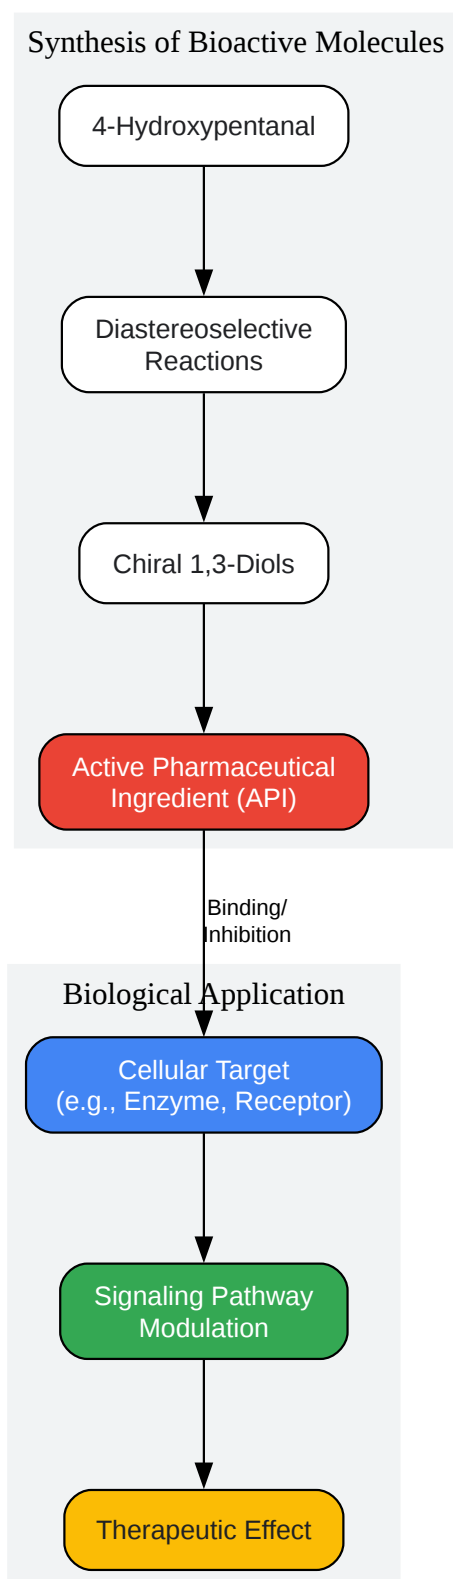 Synthesis of Bioactive Molecules
4-Hydroxypentanal
Diastereoselective
Reactions
Chiral 1,3-Diols
Active Pharmaceutical
Ingredient (API)
Binding/
Inhibition
Biological Application
Cellular Target
(e.g., Enzyme, Receptor)
Signaling Pathway
Modulation
Therapeutic Effect